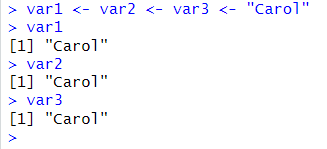 > var1 <- var2 <- var3 <- "Carol"
> var1
[1] "Carol"
> var2
[1] "Carol"
> var3
[1] "Carol"
>